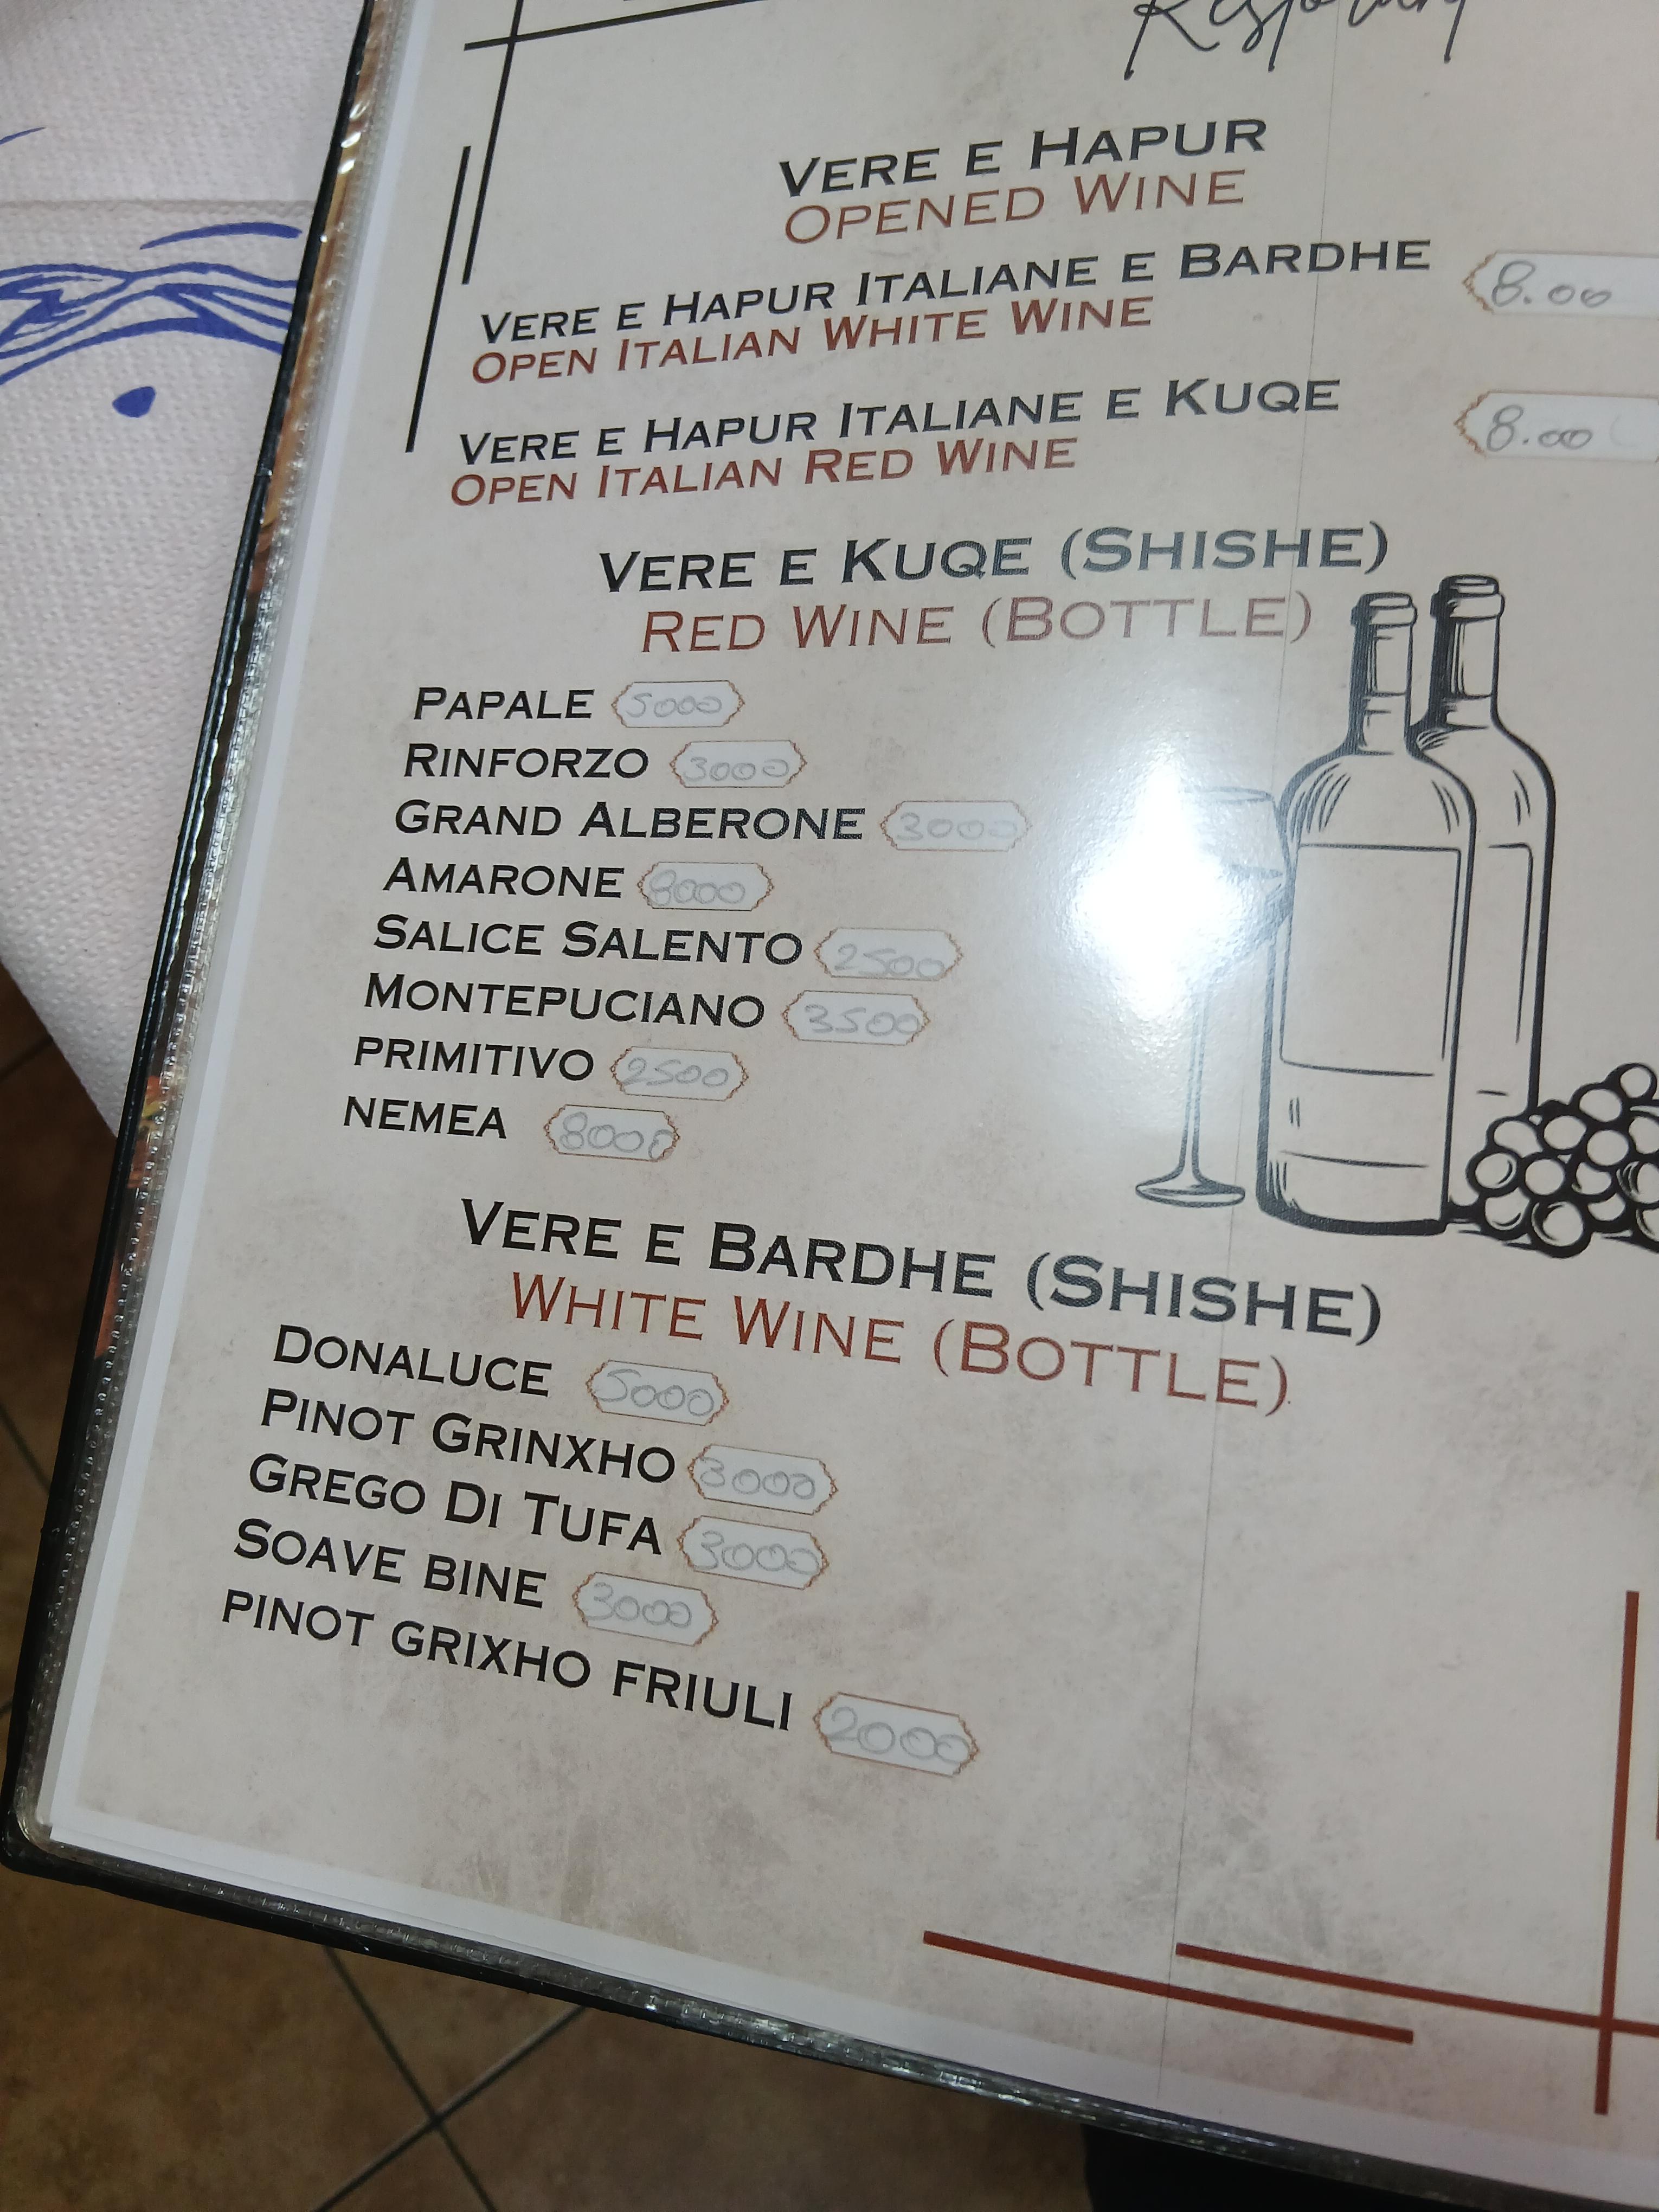 Restorant
VERE E HAPUR
OPENED WINE
VERE E HAPUR ITALIANE E BARDHE 8.00
OPEN ITALIAN WHITE WINE
VERE E HAPUR ITALIANE E KUQE 8.00
OPEN ITALIAN RED WINE
VERE E KUQE (SHISHE)
RED WINE (BOTTLE)
PAPALE 5000
RINFORZO 3000
GRAND ALBERONE 3000
AMARONE 8000
SALICE SALENTO 2500
MONTEPUCIANO 3500
PRIMITIVO 2500
NEMEA 8000
VERE E BARDHE (SHISHE)
WHITE WINE (BOTTLE)
DONALUCE 5000
PINOT GRINXHO 3000
GREGO DI TUFA 3000
SOAVE BINE 3000
PINOT GRIXHO FRIULI 2000